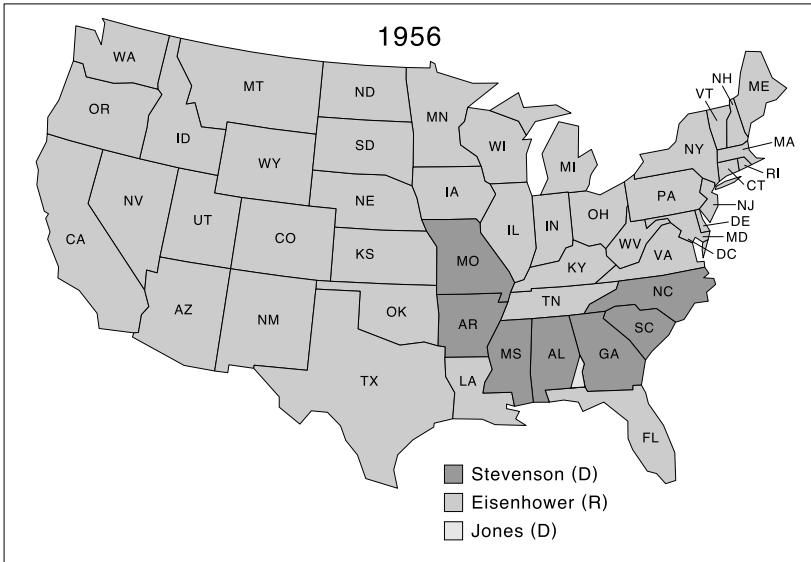 1956
WA
MT
ND
MN
OR
ID
SD
WI
MI
NY
VT
NH
ME
MA
RI
CT
WY
IA
NE
PA
NJ
NV
UT
CO
IL
IN
OH
DE
MD
DC
WV
VA
CA
KS
MO
KY
NC
TN
AZ
NM
OK
AR
SC
MS
AL
GA
TX
LA
FL
Stevenson (D)
Eisenhower (R)
Jones (D)